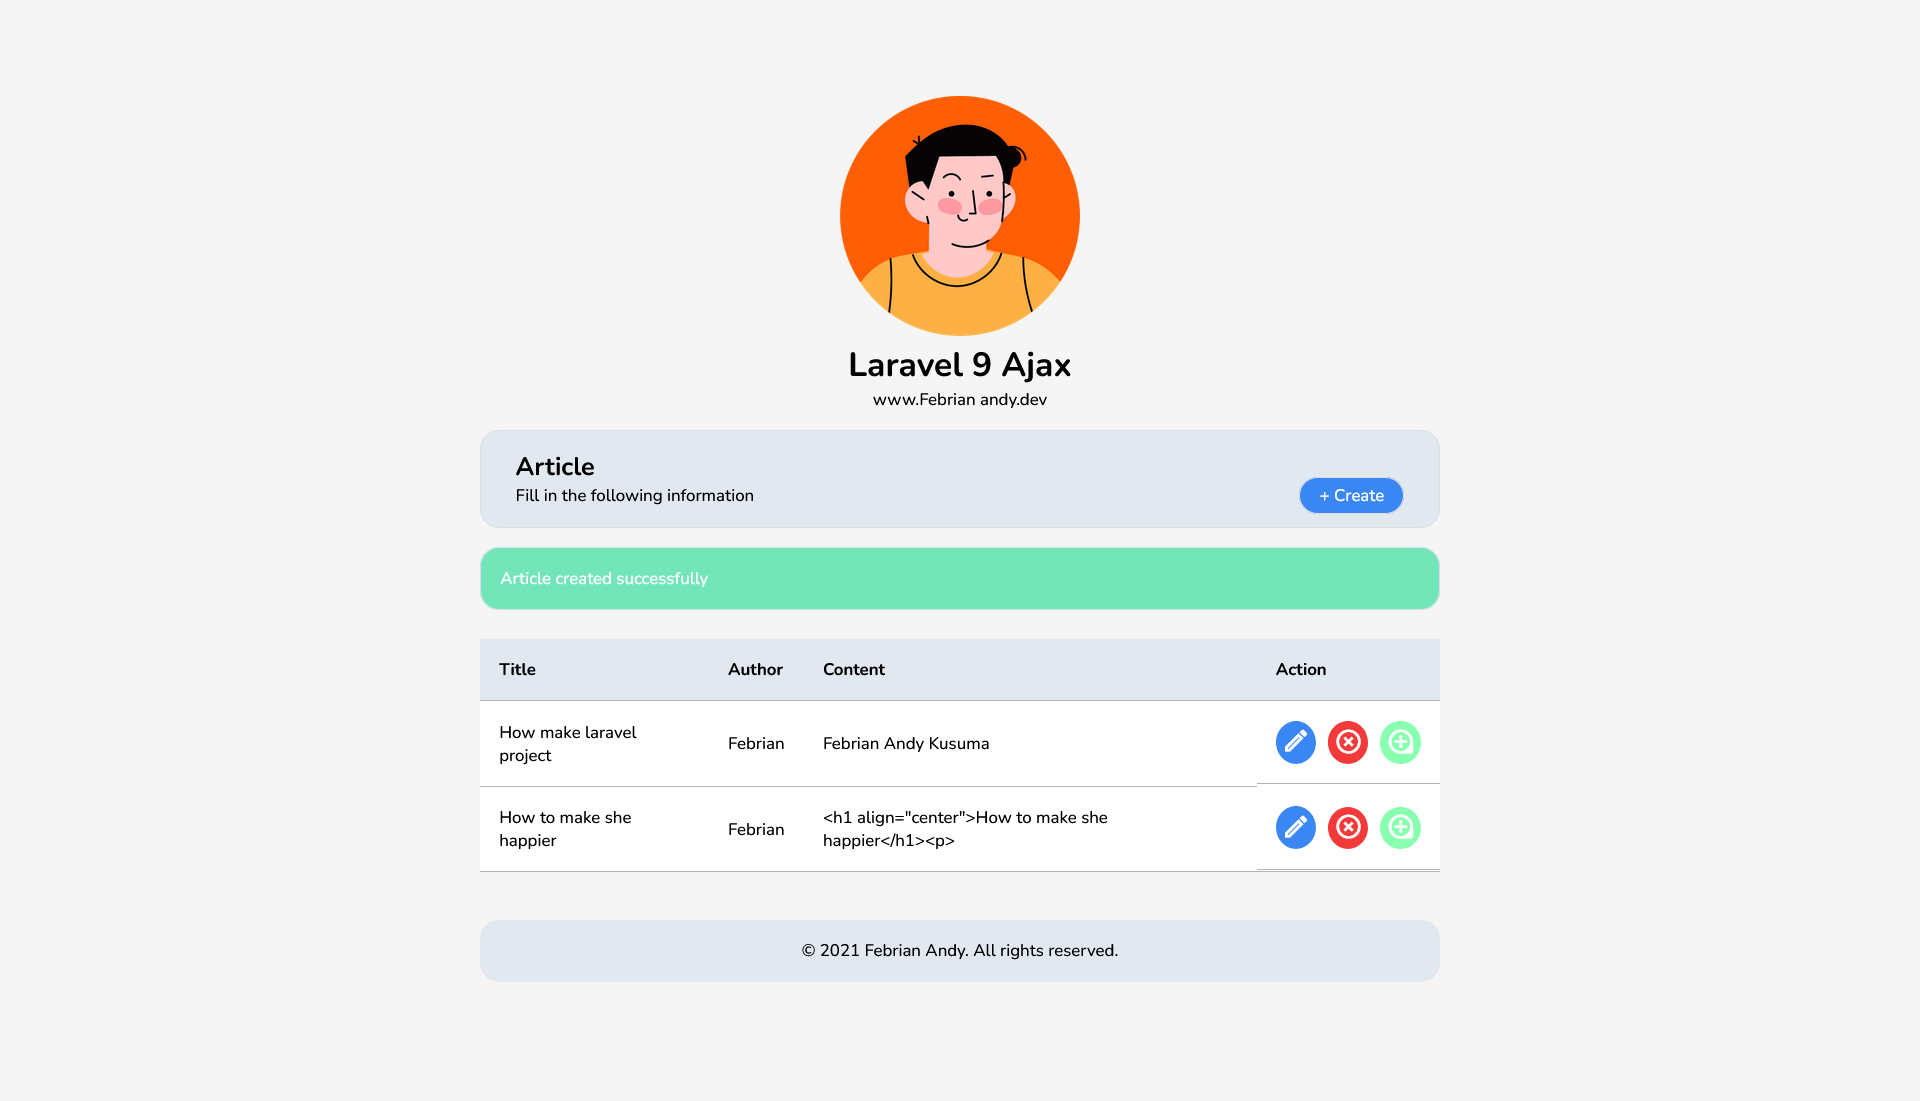 Laravel 9 Ajax
www.Febrian andy.dev
Article
Fill in the following information
+ Create
Article created successfully
Title Author Content Action
How make laravel
project
Febrian
Febrian Andy Kusuma
How to make she
happier
Febrian
<h1 align="center">How to make she
happier</h1><p>
© 2021 Febrian Andy. All rights reserved.